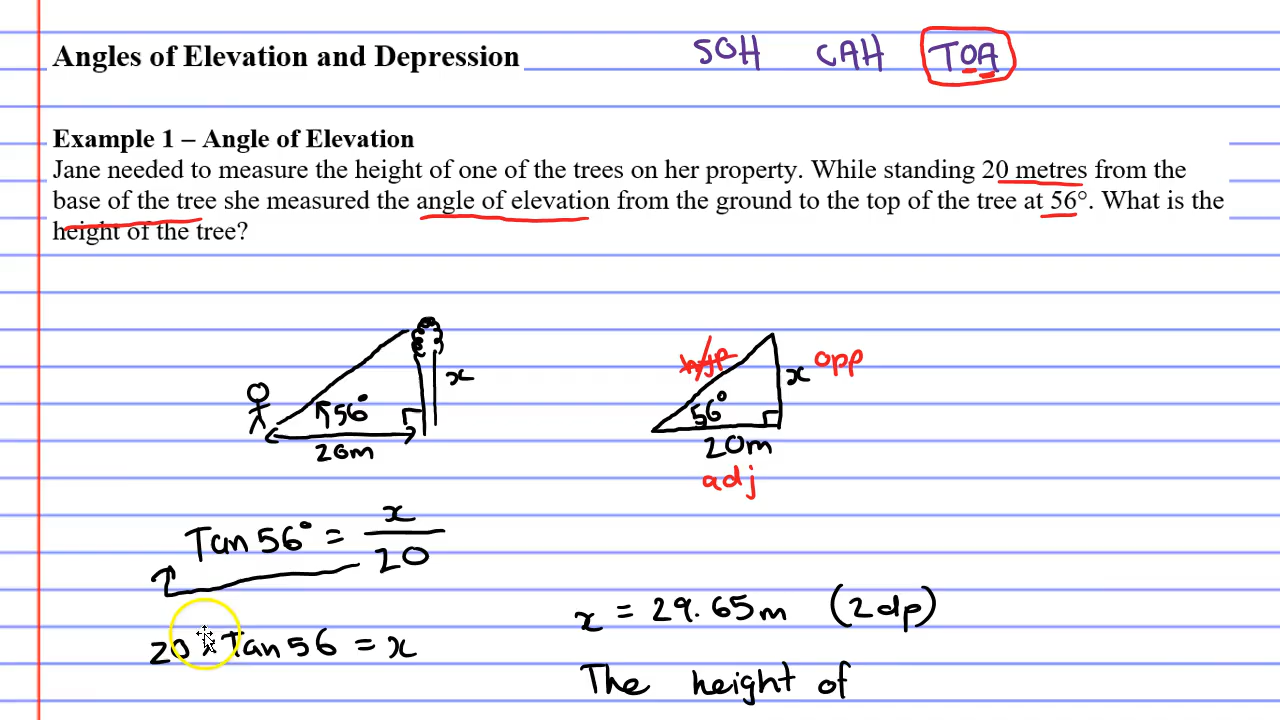 Angles of Elevation and Depression
SOH CAH TOA
Example 1 – Angle of Elevation
Jane needed to measure the height of one of the trees on her property. While standing 20 metres from the
base of the tree she measured the angle of elevation from the ground to the top of the tree at 56°. What is the
height of the tree?
x
56°
20m
hyp
x opp
56°
20m
adj
Tan 56° = x
20
20 × Tan 56 = x
x = 29.65m (2dp)
The height of